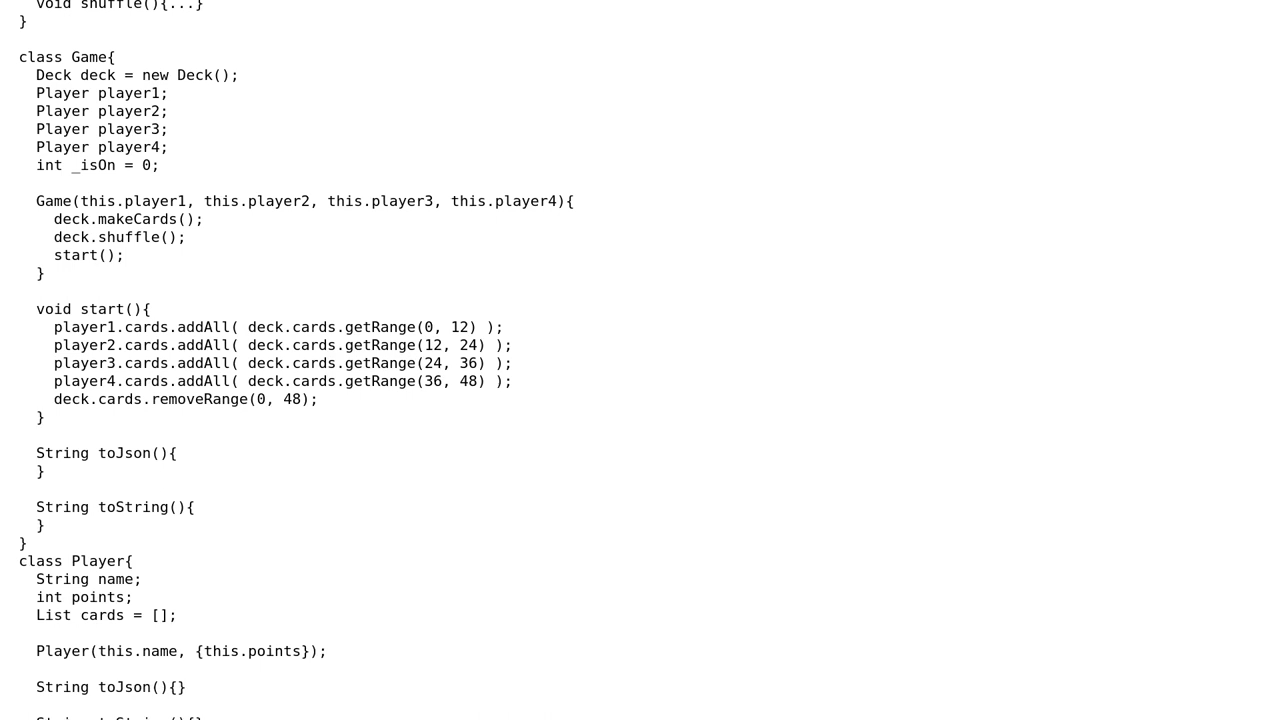 void shuffle(){...}
}
class Game{
Deck deck = new Deck();
Player player1;
Player player2;
Player player3;
Player player4;
int _isOn = 0;
Game(this.player1, this.player2, this.player3, this.player4){
deck.makeCards();
deck.shuffle();
start();
}
void start(){
player1.cards.addAll( deck.cards.getRange(0, 12) );
player2.cards.addAll( deck.cards.getRange(12, 24) );
player3.cards.addAll( deck.cards.getRange(24, 36) );
player4.cards.addAll( deck.cards.getRange(36, 48) );
deck.cards.removeRange(0, 48);
}
String toJson(){
}
String toString(){
}
}
class Player{
String name;
int points;
List cards = [];
Player(this.name, {this.points});
String toJson(){}
String toString(){}